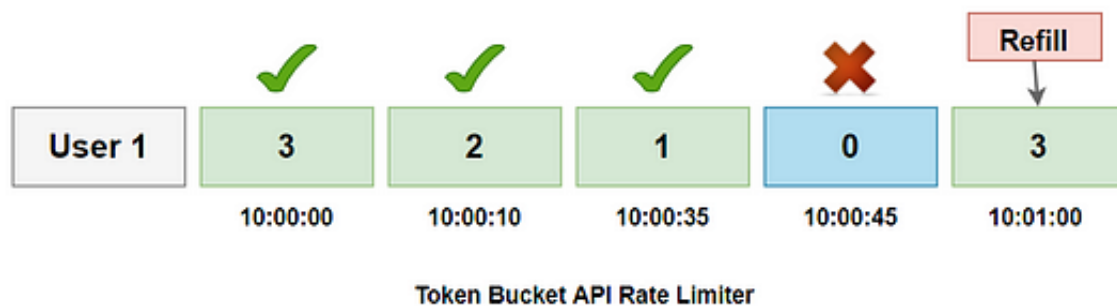 Refill
User 1 3 2 1 0 3
10:00:00 10:00:10 10:00:35 10:00:45 10:01:00
Token Bucket API Rate Limiter